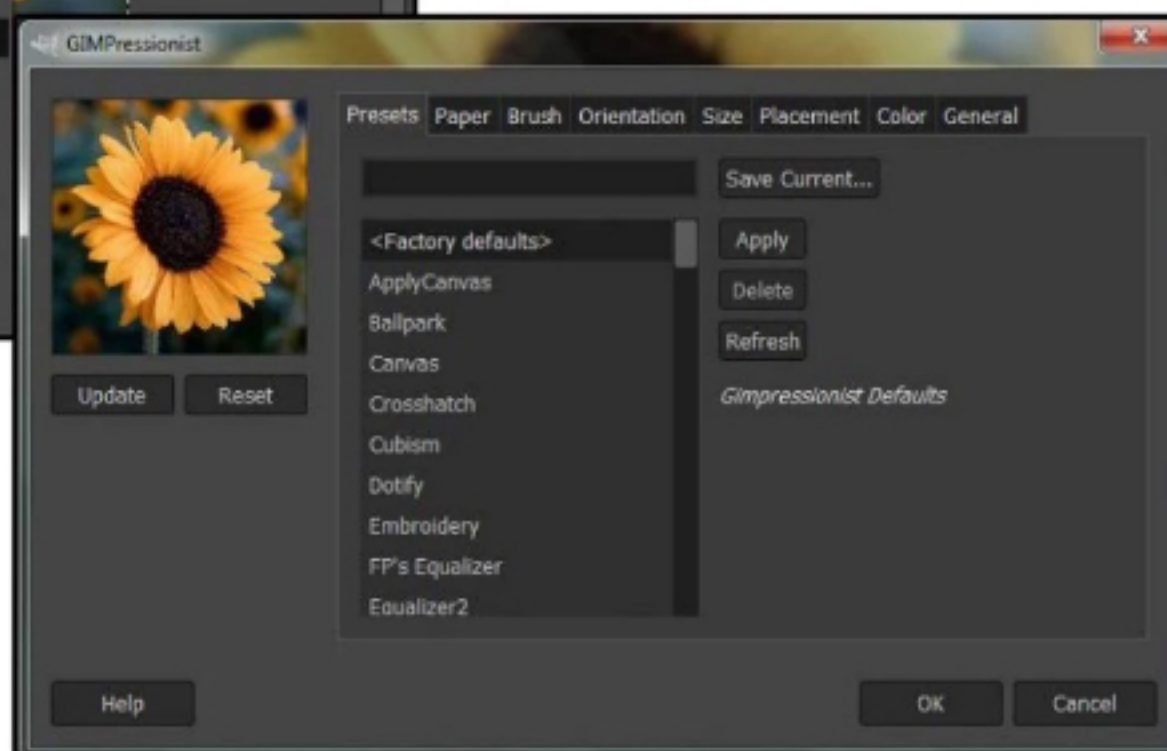 GIMPressionist
Presets Paper Brush Orientation Size Placement Color General
Save Current...
<Factory defaults>
ApplyCanvas
Ballpark
Canvas
Crosshatch
Cubism
Dotify
Embroidery
FP's Equalizer
Equalizer2
Apply
Delete
Refresh
Gimpressionist Defaults
Update Reset
Help OK Cancel